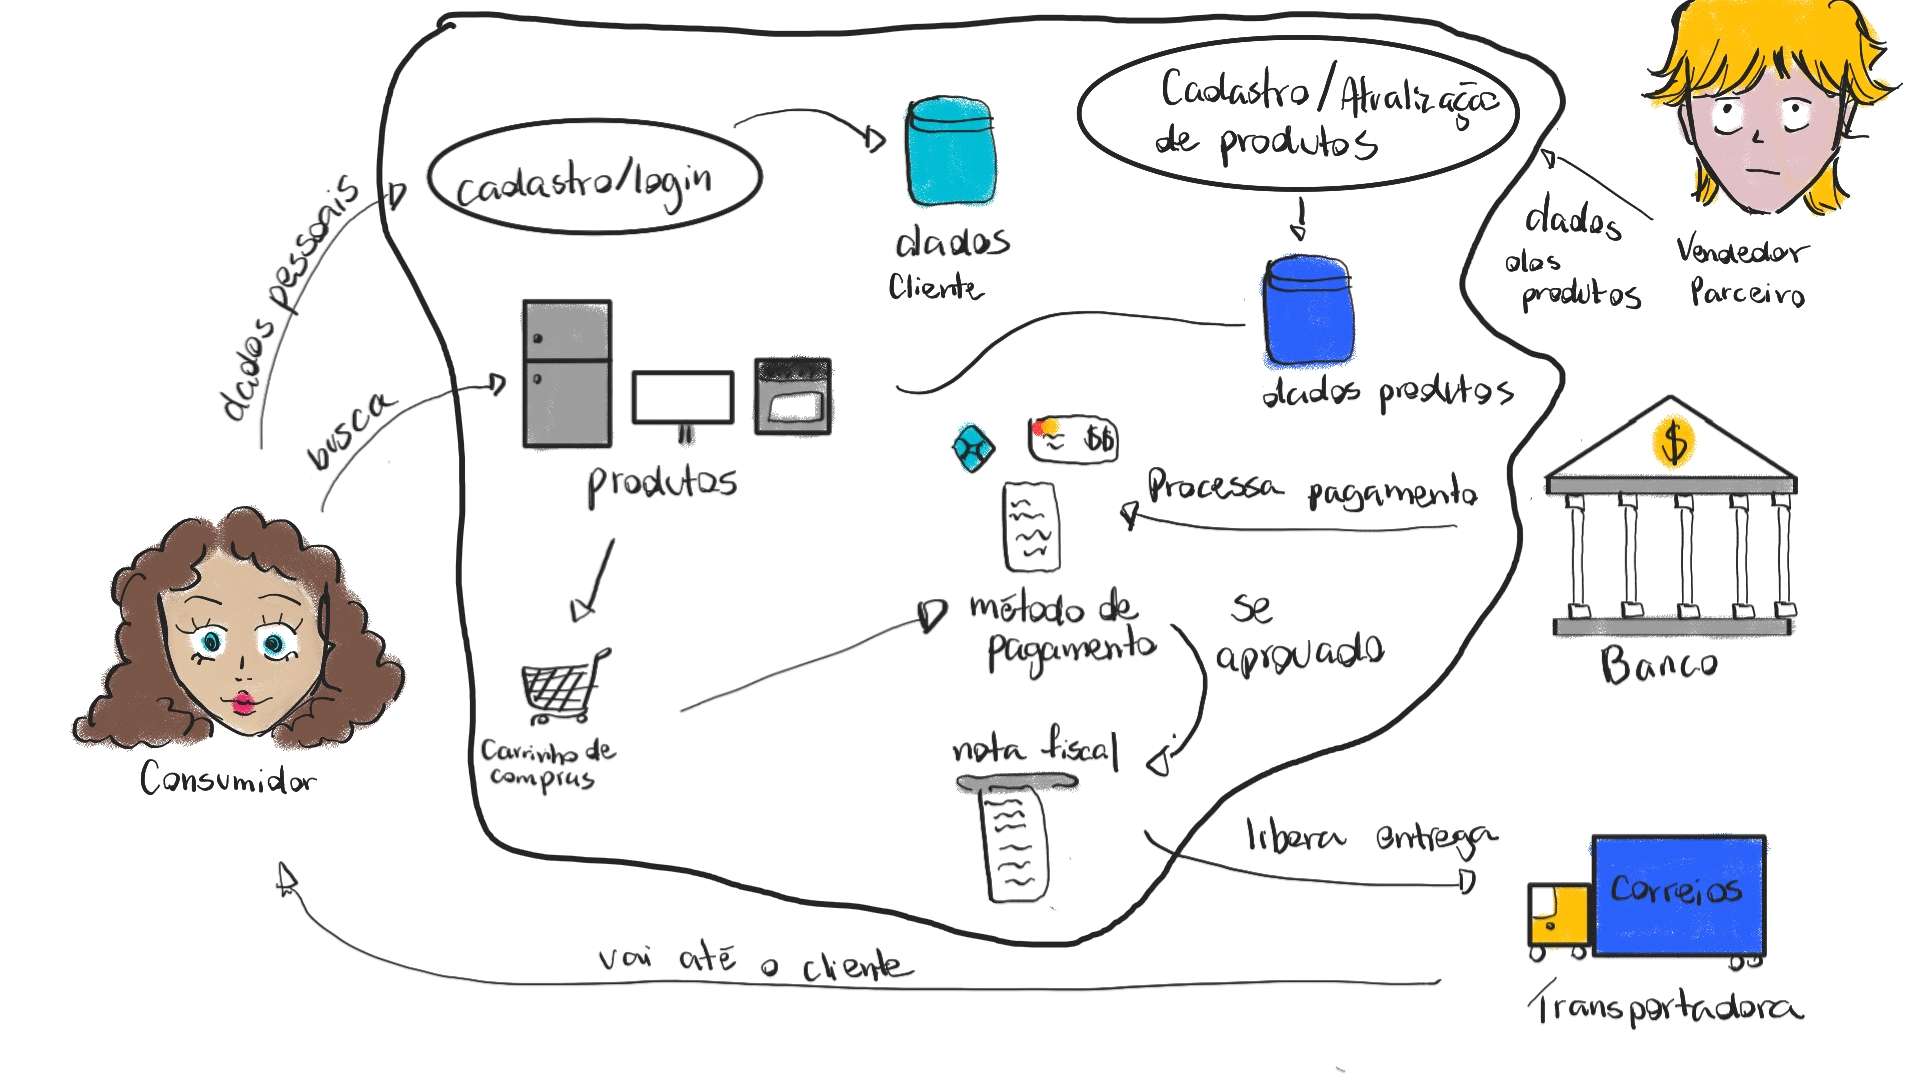 Cadastro/Atualização
de produtos
cadastro/login
dados pessoais
dados
Cliente
dados
dos
produtos
Vendedor
Parceiro
busca
dados produtos
produtos
$$
Processa pagamento
$
método de
pagamento
se
aprovado
Banco
Carrinho de
compras
nota fiscal
Consumidor
libera entrega
Correios
vai até o cliente
Transportadora